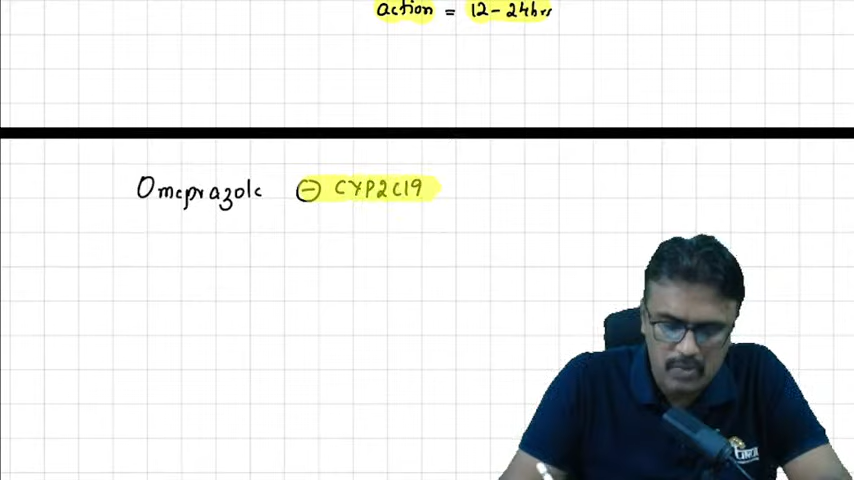 action = 12-24hrs
Omeprazole ⊖ CYP2C19